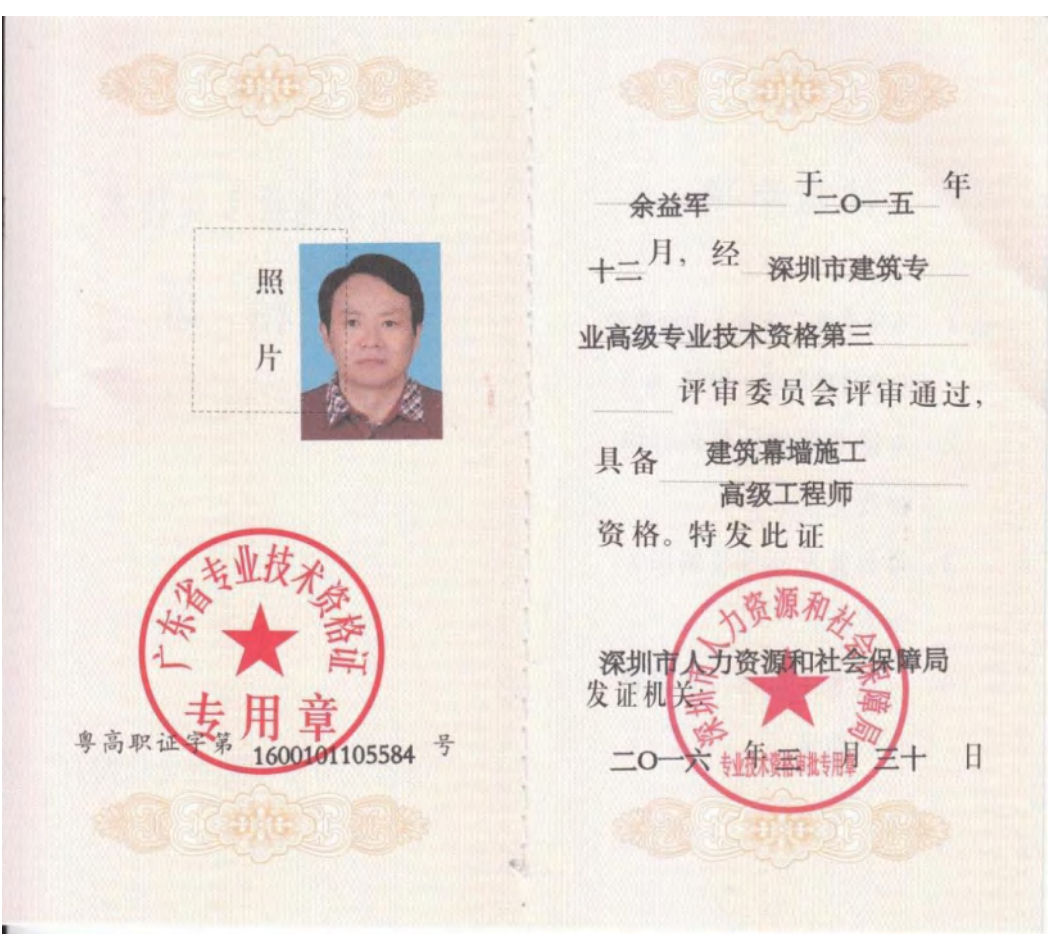 照
片
广东省专业技术资格证
专用章
粤高职证字第 1600101105584 号
余益军 于二〇一五 年
十二 月，经 深圳市建筑专
业高级专业技术资格第三
评审委员会评审通过，
具备 建筑幕墙施工
高级工程师
资格。特发此证
深圳市人力资源和社会保障局
深圳市人力资源和社会保障局
发证机关：
二〇一六 年 三 月 三十 日
专业技术资格审批专用章